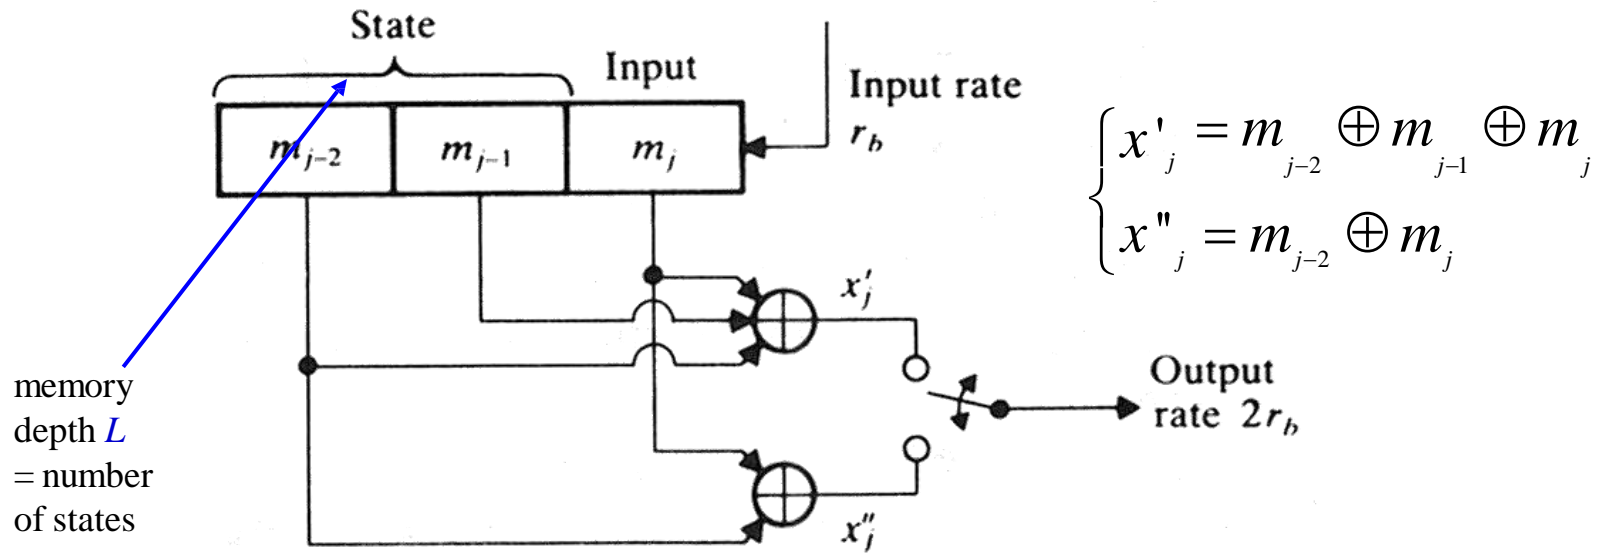 State
Input
Input rate
r_b
m_{j-2}
m_{j-1}
m_j
x'_j = m_{j-2} ⊕ m_{j-1} ⊕ m_j
x"_j = m_{j-2} ⊕ m_j
x'_j
Output
rate 2r_b
memory
depth L
= number
of states
x"_j